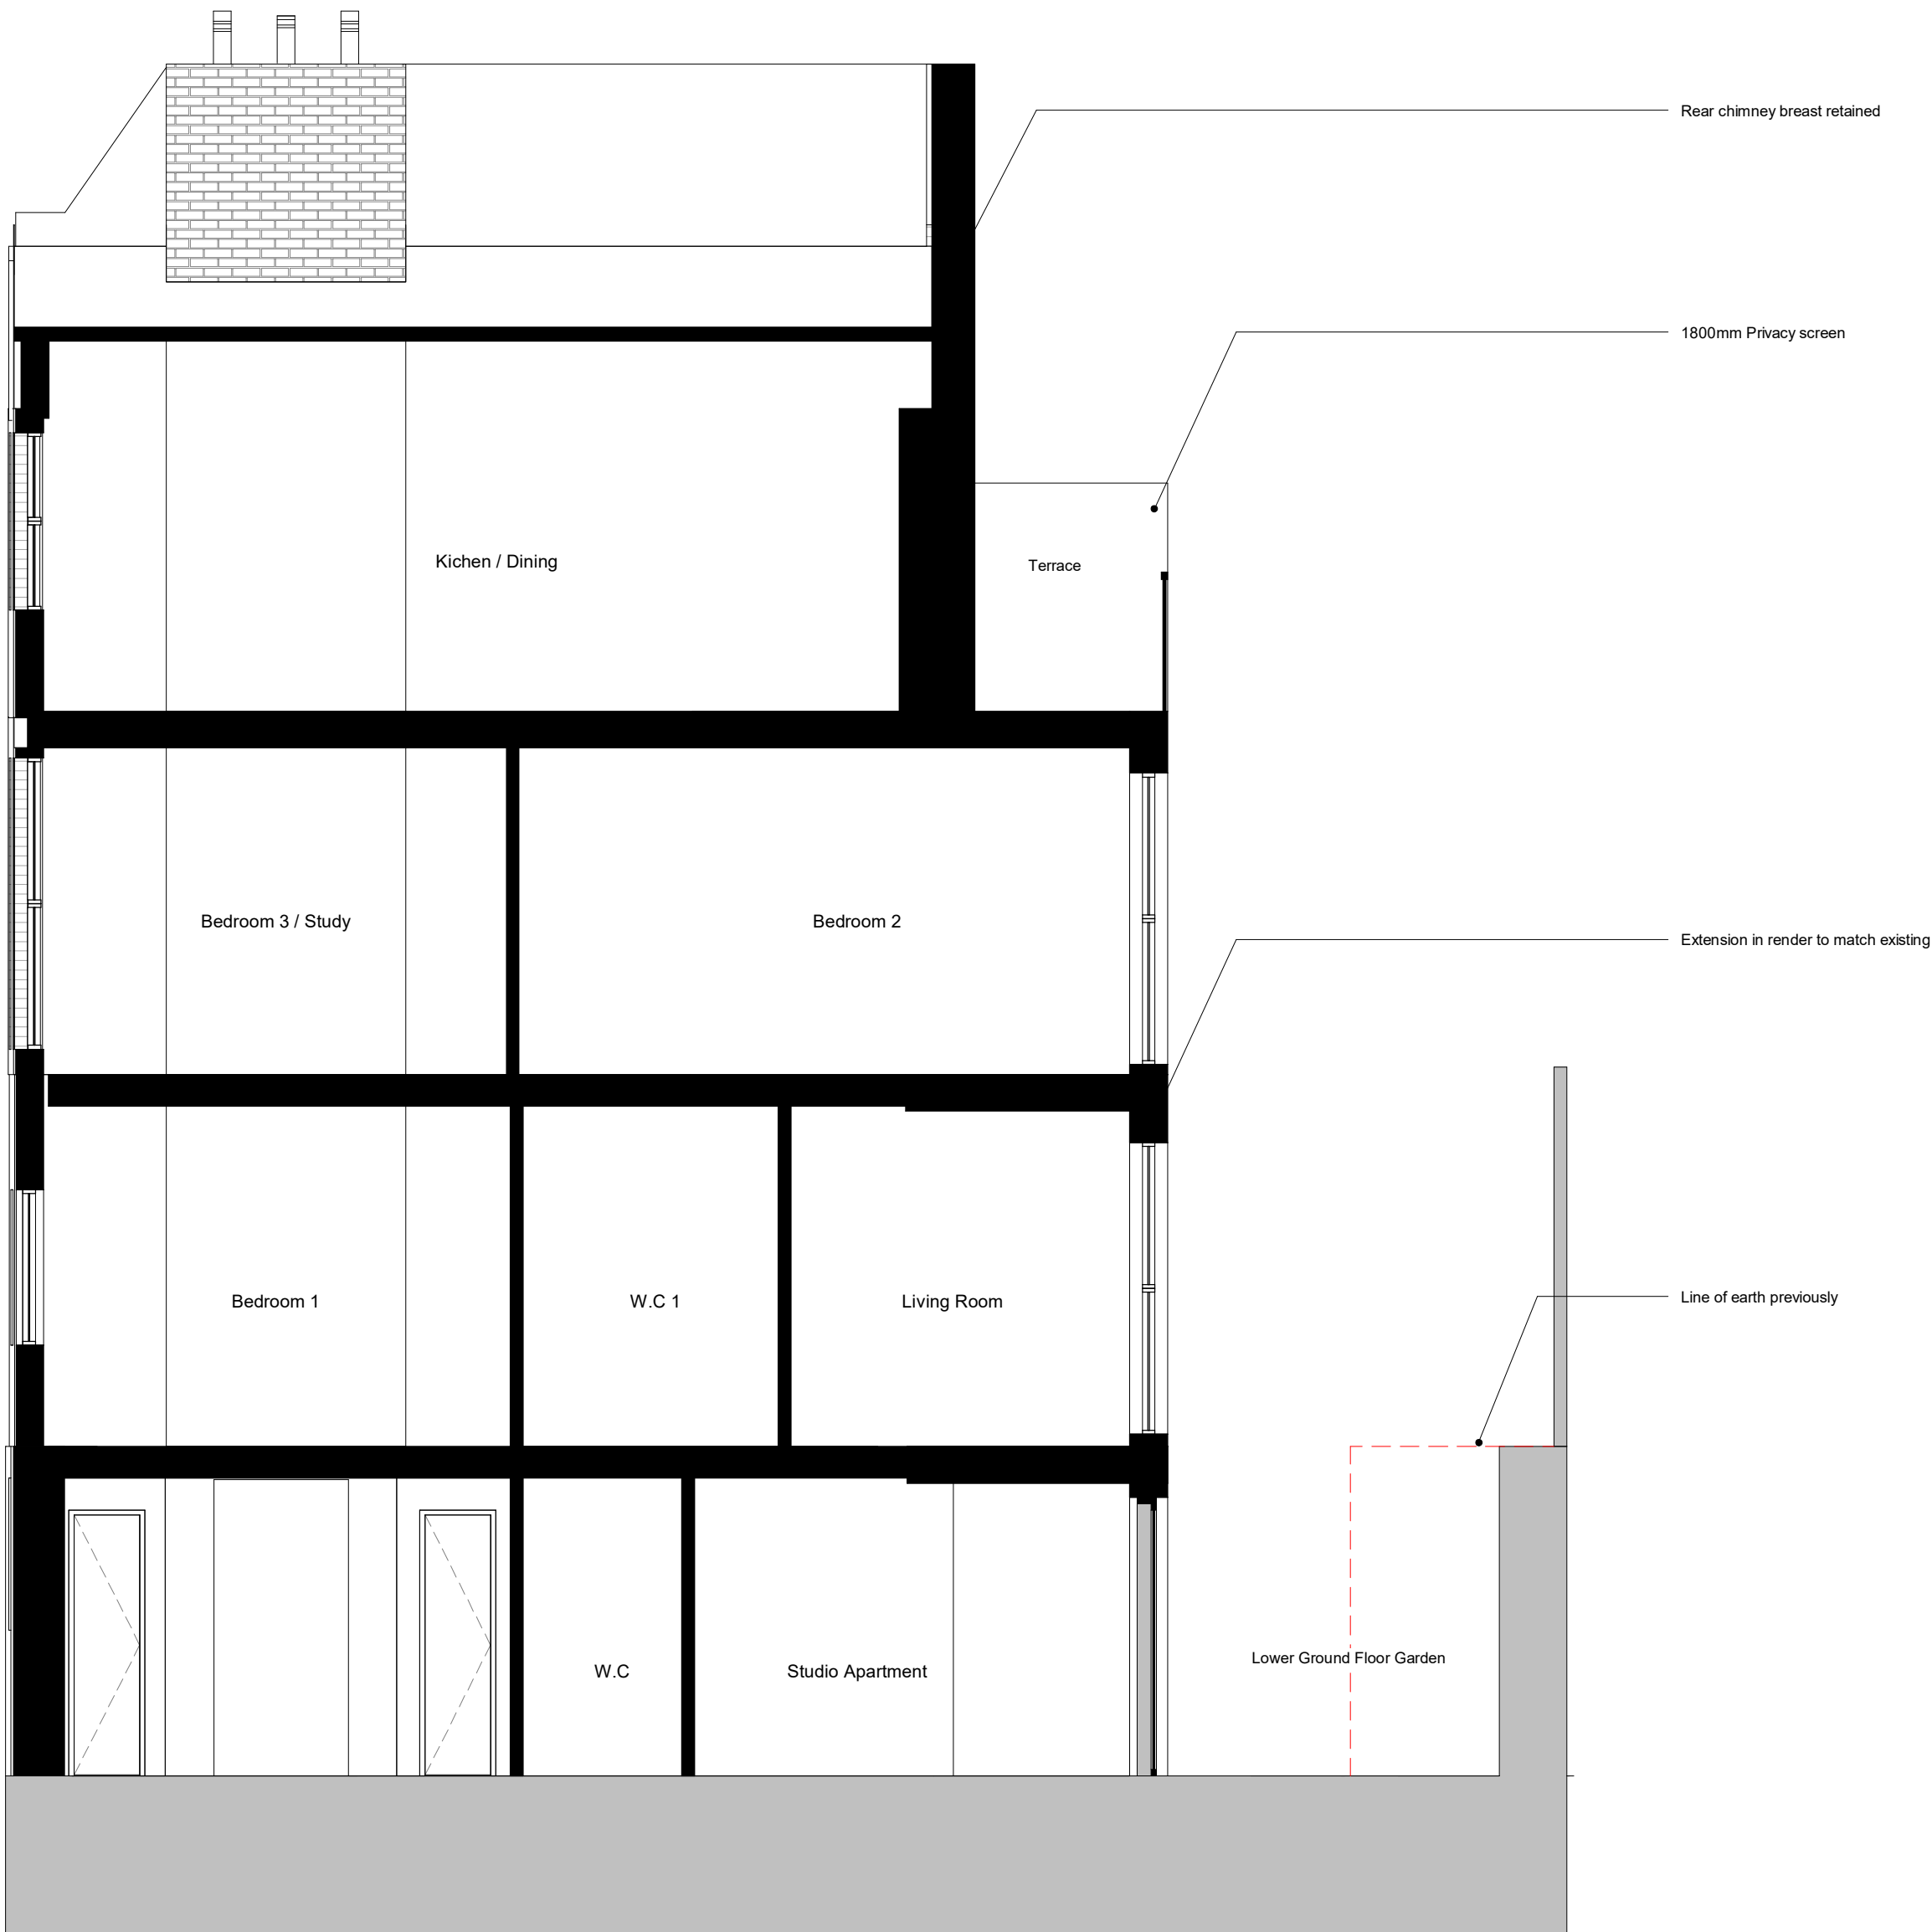 Rear chimney breast retained
1800mm Privacy screen
Kichen / Dining
Terrace
Bedroom 3 / Study
Bedroom 2
Extension in render to match existing
Bedroom 1
W.C 1
Living Room
Line of earth previously
Lower Ground Floor Garden
W.C
Studio Apartment